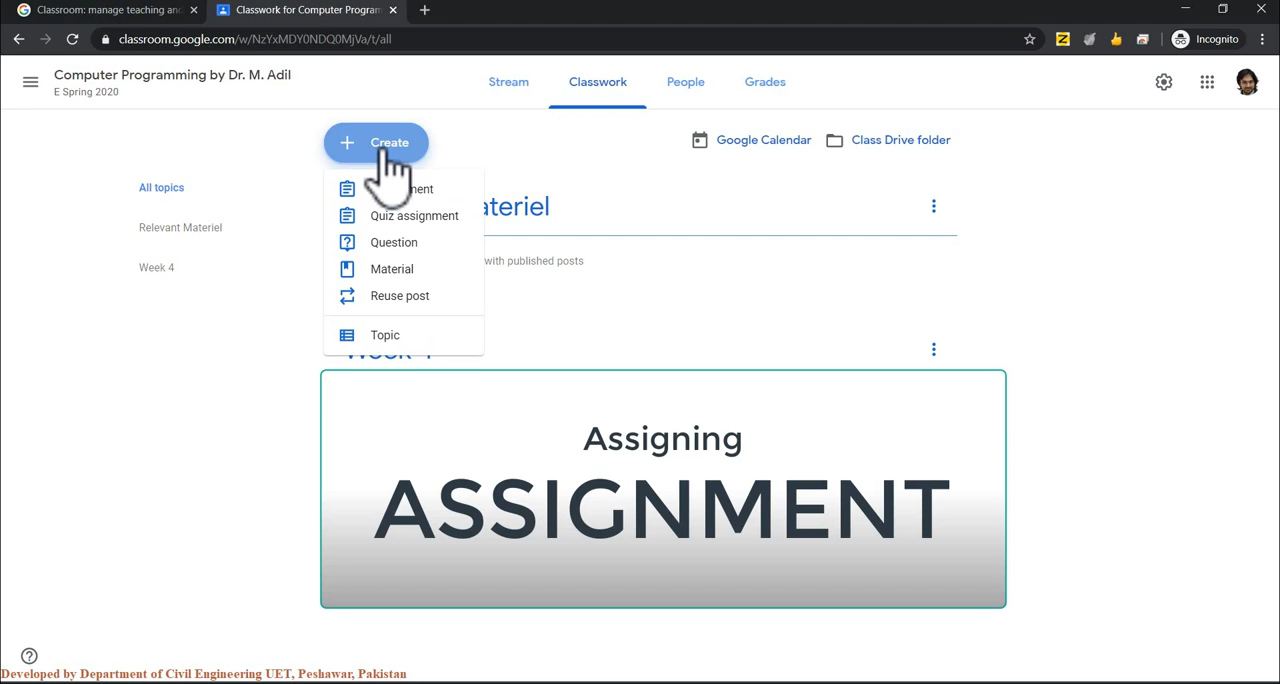 Classroom: manage teaching and
Classwork for Computer Program
classroom.google.com/w/NzYxMDY0NDQ0MjVa/t/all
Incognito
Computer Programming by Dr. M. Adil
E Spring 2020
Stream
Classwork
People
Grades
Create
Google Calendar
Class Drive folder
All topics
Relevant Materiel
Week 4
Quiz assignment
Question
Material
Reuse post
Topic
ateriel
with published posts
Assigning
ASSIGNMENT
Developed by Department of Civil Engineering UET, Peshawar, Pakistan